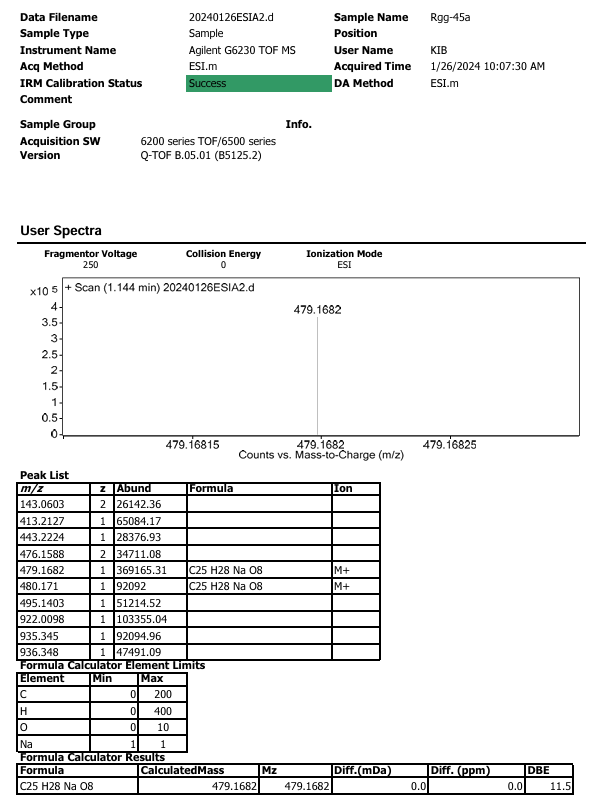 Data Filename 20240126ESIA2.d Sample Name Rgg-45a
Sample Type Sample Position
Instrument Name Agilent G6230 TOF MS User Name KIB
Acq Method ESI.m Acquired Time 1/26/2024 10:07:30 AM
IRM Calibration Status Success DA Method ESI.m
Comment
Sample Group Info.
Acquisition SW 6200 series TOF/6500 series
Version Q-TOF B.05.01 (B5125.2)
User Spectra
Fragmentor Voltage Collision Energy Ionization Mode
250 0 ESI
x10 5 + Scan (1.144 min) 20240126ESIA2.d
479.1682
4
3.5
3
2.5
2
1.5
1
0.5
0
479.16815 479.1682 479.16825
Counts vs. Mass-to-Charge (m/z)
Peak List
m/z z Abund Formula Ion
143.0603 2 26142.36
413.2127 1 65084.17
443.2224 1 28376.93
476.1588 2 34711.08
479.1682 1 369165.31 C25 H28 Na O8 M+
480.171 1 92092 C25 H28 Na O8 M+
495.1403 1 51214.52
922.0098 1 103355.04
935.345 1 92094.96
936.348 1 47491.09
Formula Calculator Element Limits
Element Min Max
C 0 200
H 0 400
O 0 10
Na 1 1
Formula Calculator Results
Formula CalculatedMass Mz Diff.(mDa) Diff. (ppm) DBE
C25 H28 Na O8 479.1682 479.1682 0.0 0.0 11.5